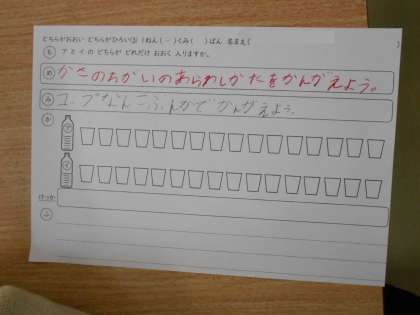 どちらがおおい どちらがひろい③ 1ねん( )くみ( )ばん 名まえ(
も アとイの どちらが どれだけ おおく 入りますか。
め かさのちがいのあらわしかたをかんがえよう。
み コップなんこぶんかで かんがえよう。
か
ア
イ
けっか
ふ